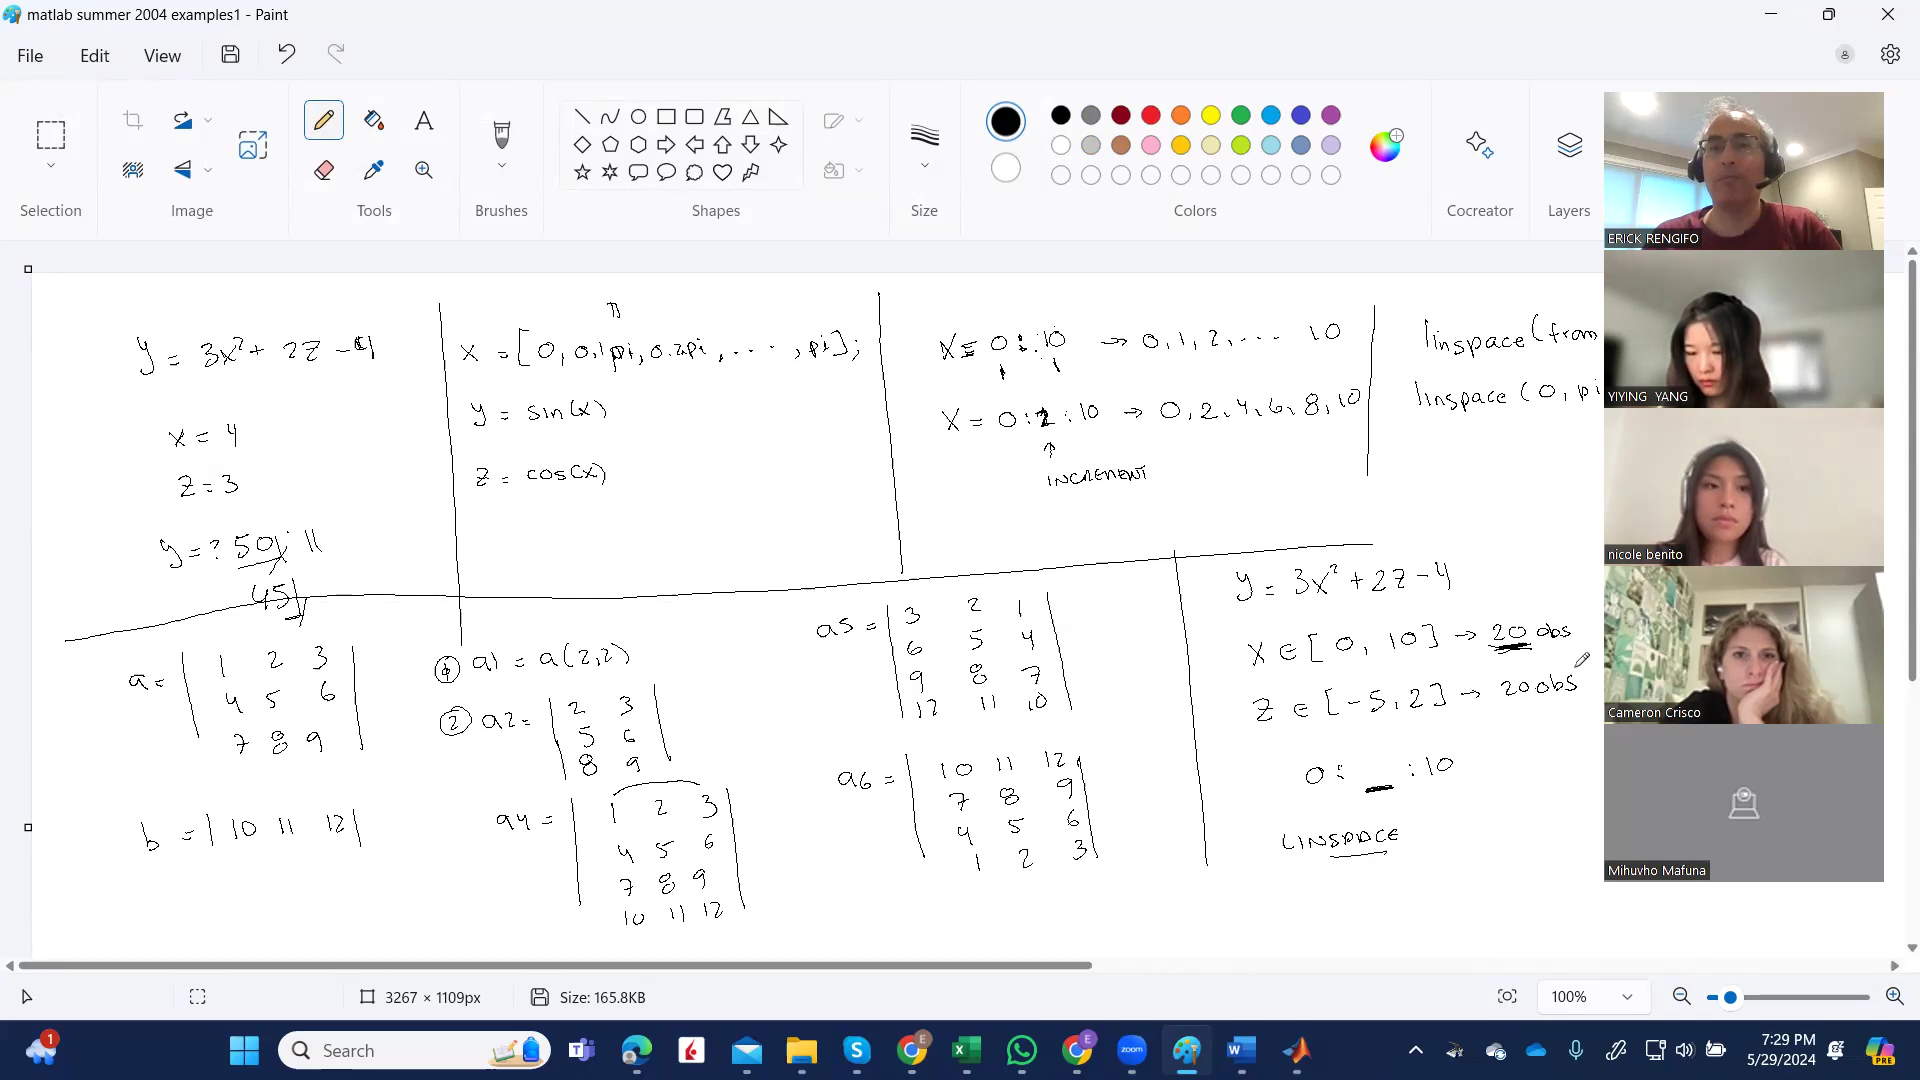 matlab summer 2004 examples1 - Paint
File Edit View
Selection Image Tools Brushes Shapes Size Colors Cocreator Layers
ERICK RENGIFO
YIYING YANG
nicole benito
Cameron Crisco
Mihuvho Mafuna
y = 3x² + 2z - 4
x = 4
z = 3
y = ? 50 11
45
π
x = [0, 0.1pi, 0.2pi, ..., pi];
y = sin(x)
z = cos(x)
x = 0 : 10 → 0, 1, 2, ... 10
x = 0:2:10 → 0, 2, 4, 6, 8, 10
↑
INCREMENT
linspace(from
linspace(0, pi
a = | 1 2 3 |
4 5 6
7 8 9
b = | 10 11 12 |
① a1 = a(2,2)
② a2 = | 2 3 |
5 6
8 9
a4 = | 1 2 3 |
4 5 6
7 8 9
10 11 12
a5 = | 3 2 1 |
6 5 4
9 8 7
12 11 10
a6 = | 10 11 12 |
7 8 9
4 5 6
1 2 3
y = 3x² + 2z - 4
x ∈ [0, 10] → 20 obs
z ∈ [-5, 2] → 20 obs
0 : __ : 10
LINSPACE
3267 × 1109px
Size: 165.8KB
100%
1
Search
E
E
zoom
7:29 PM
5/29/2024
PRE